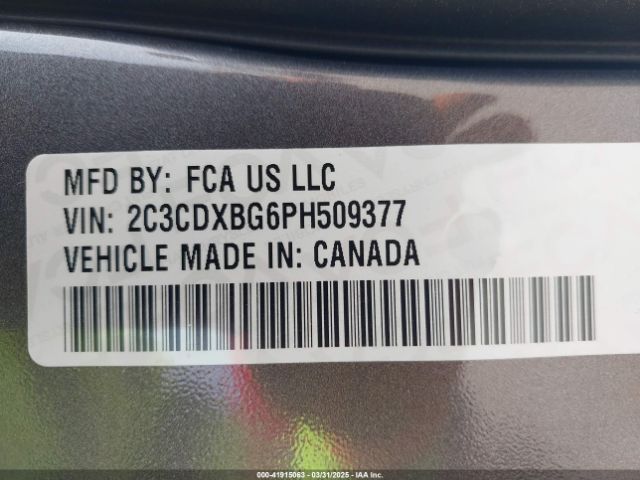 MFD BY: FCA US LLC
VIN: 2C3CDXBG6PH509377
VEHICLE MADE IN: CANADA
000-41915063 - 03/31/2025 - IAA Inc.